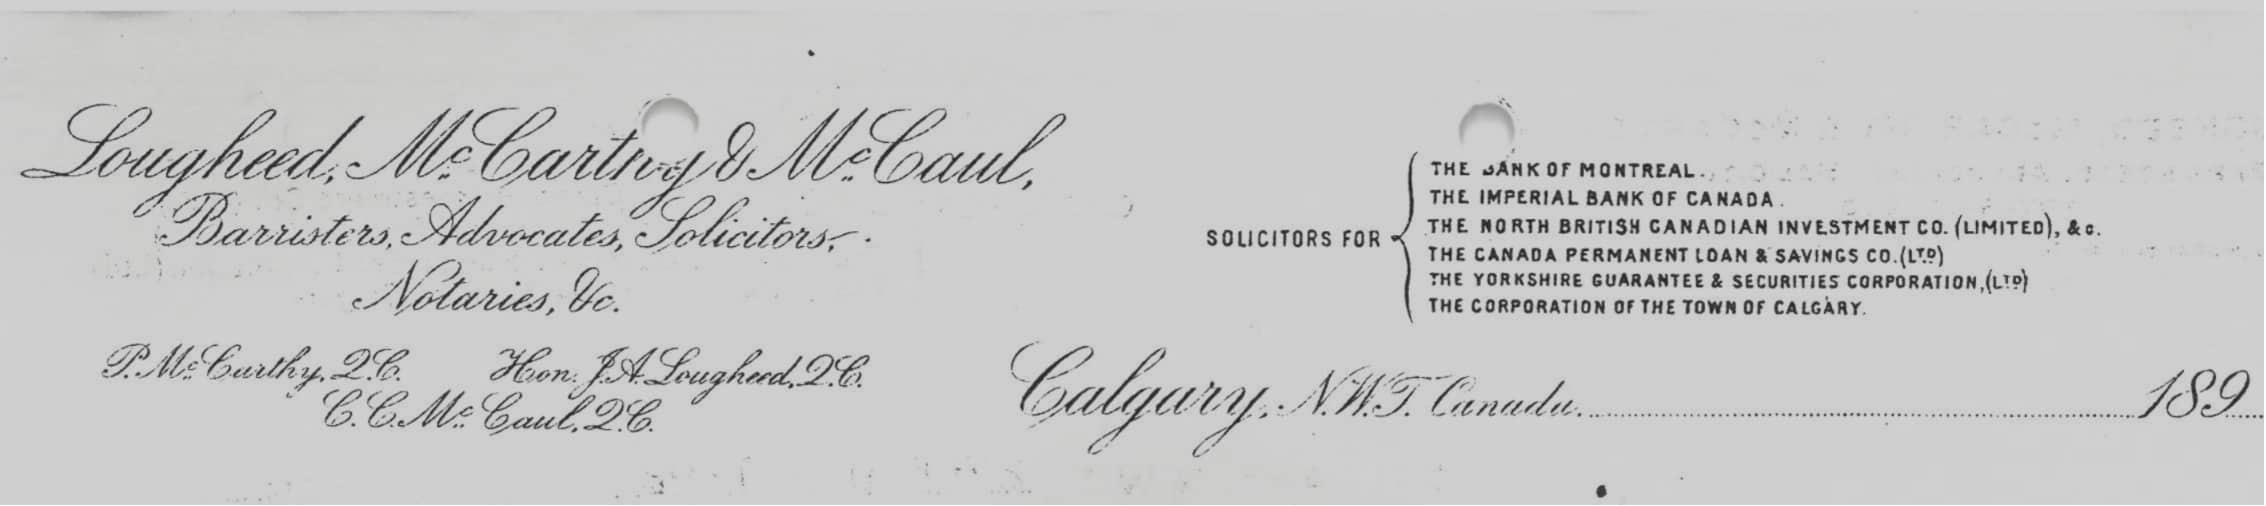 Lougheed, McCarthy & McCaul,
Barristers, Advocates, Solicitors,
Notaries, &c.
P. McCarthy, Q.C. Hon. J.A. Lougheed, Q.C.
C.C. McCaul, Q.C.
SOLICITORS FOR
THE BANK OF MONTREAL.
THE IMPERIAL BANK OF CANADA.
THE NORTH BRITISH CANADIAN INVESTMENT CO. (LIMITED), &c.
THE CANADA PERMANENT LOAN & SAVINGS CO. (LTD)
THE YORKSHIRE GUARANTEE & SECURITIES CORPORATION, (LTD)
THE CORPORATION OF THE TOWN OF CALGARY.
Calgary, N.W.T. Canada. 189